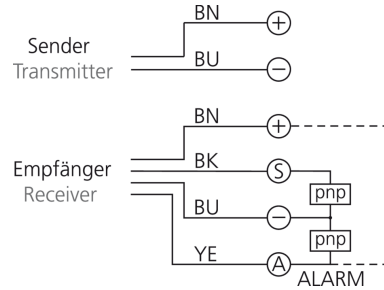 BN
+
Sender
Transmitter
BU
−
BN
+
Empfänger
Receiver
BK
S
pnp
BU
−
pnp
YE
A
ALARM